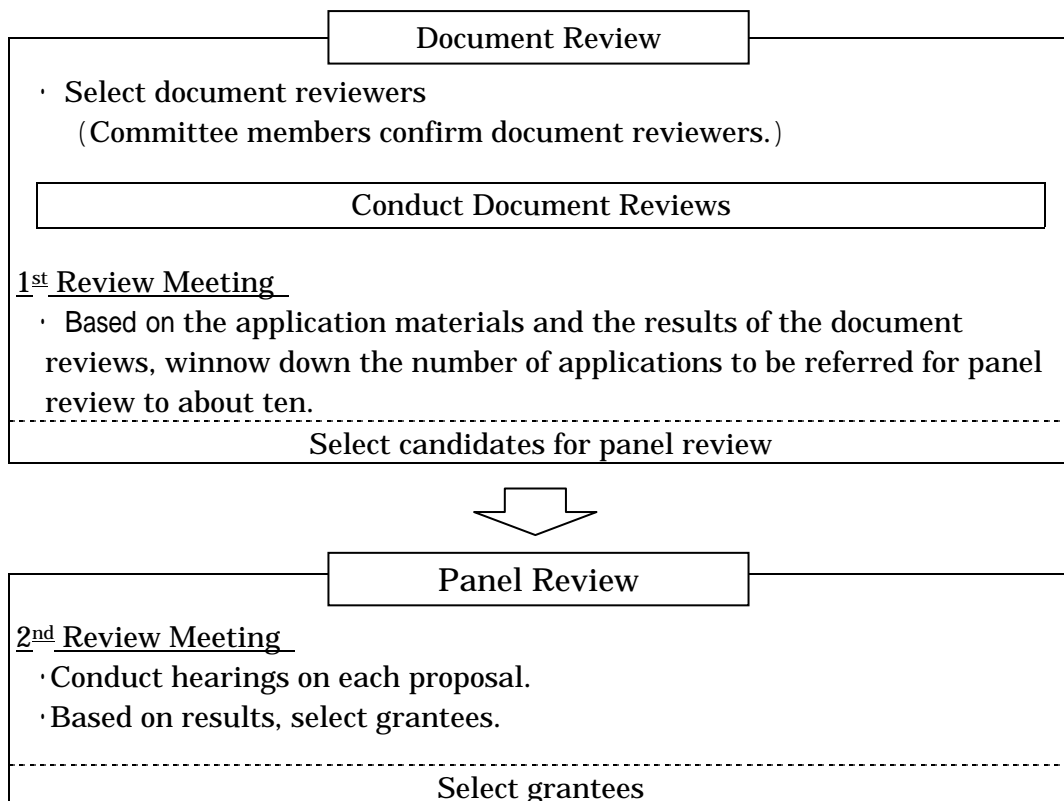 Document Review
· Select document reviewers
(Committee members confirm document reviewers.)
Conduct Document Reviews
1st Review Meeting
· Based on the application materials and the results of the document
reviews, winnow down the number of applications to be referred for panel
review to about ten.
Select candidates for panel review
Panel Review
2nd Review Meeting
·Conduct hearings on each proposal.
·Based on results, select grantees.
Select grantees